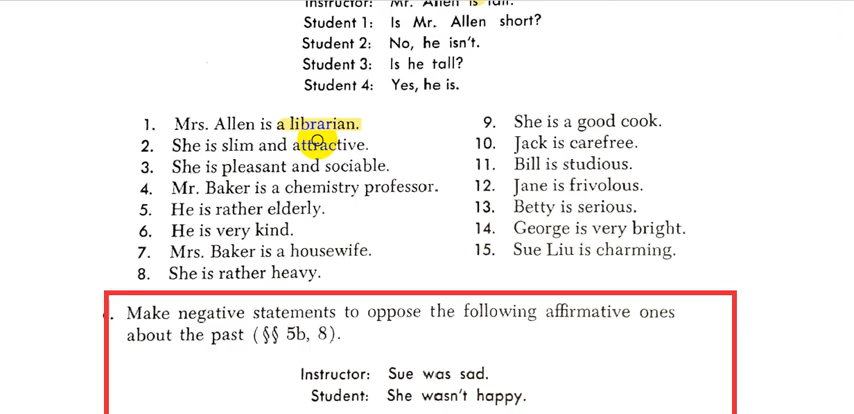 Instructor: Mr. Allen is tall.
Student 1: Is Mr. Allen short?
Student 2: No, he isn't.
Student 3: Is he tall?
Student 4: Yes, he is.
1. Mrs. Allen is a librarian.
2. She is slim and attractive.
3. She is pleasant and sociable.
4. Mr. Baker is a chemistry professor.
5. He is rather elderly.
6. He is very kind.
7. Mrs. Baker is a housewife.
8. She is rather heavy.
9. She is a good cook.
10. Jack is carefree.
11. Bill is studious.
12. Jane is frivolous.
13. Betty is serious.
14. George is very bright.
15. Sue Liu is charming.
. Make negative statements to oppose the following affirmative ones
about the past (§§ 5b, 8).
Instructor: Sue was sad.
Student: She wasn't happy.